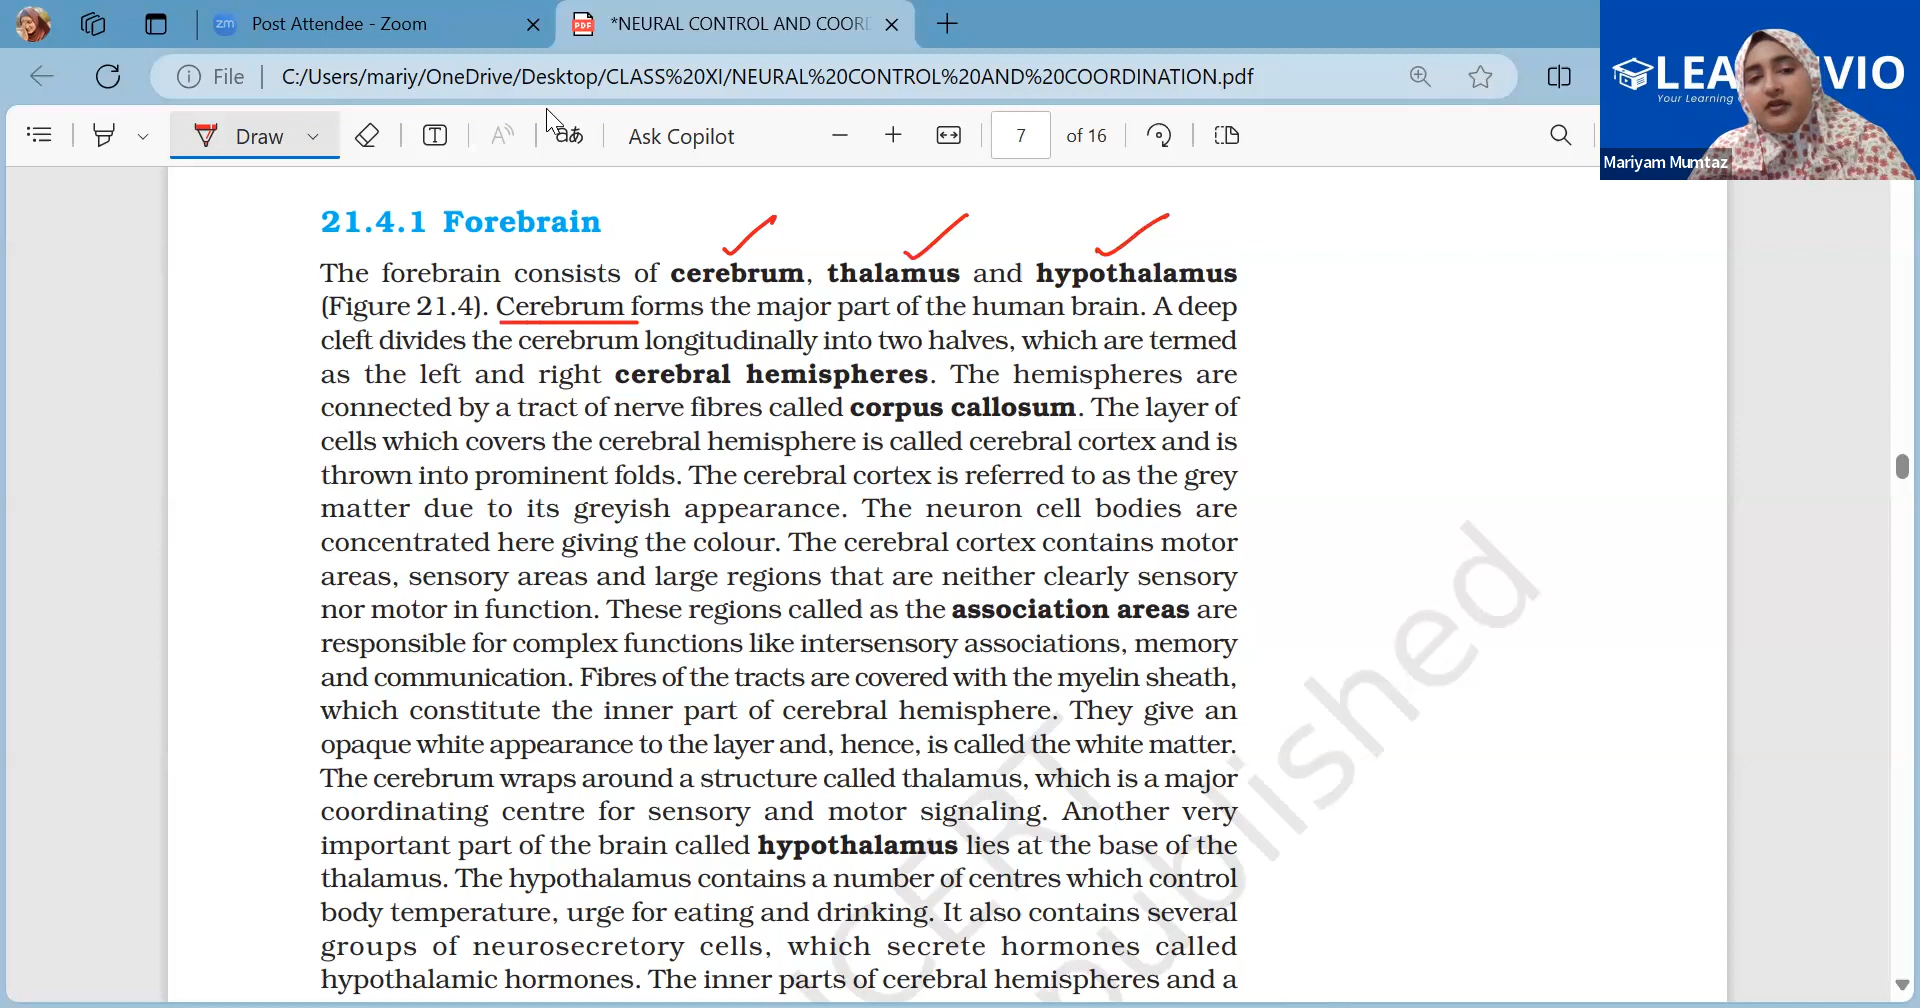 Post Attendee - Zoom
*NEURAL CONTROL AND COORD
File
C:/Users/mariy/OneDrive/Desktop/CLASS%20XI/NEURAL%20CONTROL%20AND%20COORDINATION.pdf
Draw
Ask Copilot
7
of 16
LEA VIO
Your Learning
Mariyam Mumtaz
21.4.1 Forebrain
The forebrain consists of cerebrum, thalamus and hypothalamus
(Figure 21.4). Cerebrum forms the major part of the human brain. A deep
cleft divides the cerebrum longitudinally into two halves, which are termed
as the left and right cerebral hemispheres. The hemispheres are
connected by a tract of nerve fibres called corpus callosum. The layer of
cells which covers the cerebral hemisphere is called cerebral cortex and is
thrown into prominent folds. The cerebral cortex is referred to as the grey
matter due to its greyish appearance. The neuron cell bodies are
concentrated here giving the colour. The cerebral cortex contains motor
areas, sensory areas and large regions that are neither clearly sensory
nor motor in function. These regions called as the association areas are
responsible for complex functions like intersensory associations, memory
and communication. Fibres of the tracts are covered with the myelin sheath,
which constitute the inner part of cerebral hemisphere. They give an
opaque white appearance to the layer and, hence, is called the white matter.
The cerebrum wraps around a structure called thalamus, which is a major
coordinating centre for sensory and motor signaling. Another very
important part of the brain called hypothalamus lies at the base of the
thalamus. The hypothalamus contains a number of centres which control
body temperature, urge for eating and drinking. It also contains several
groups of neurosecretory cells, which secrete hormones called
hypothalamic hormones. The inner parts of cerebral hemispheres and a